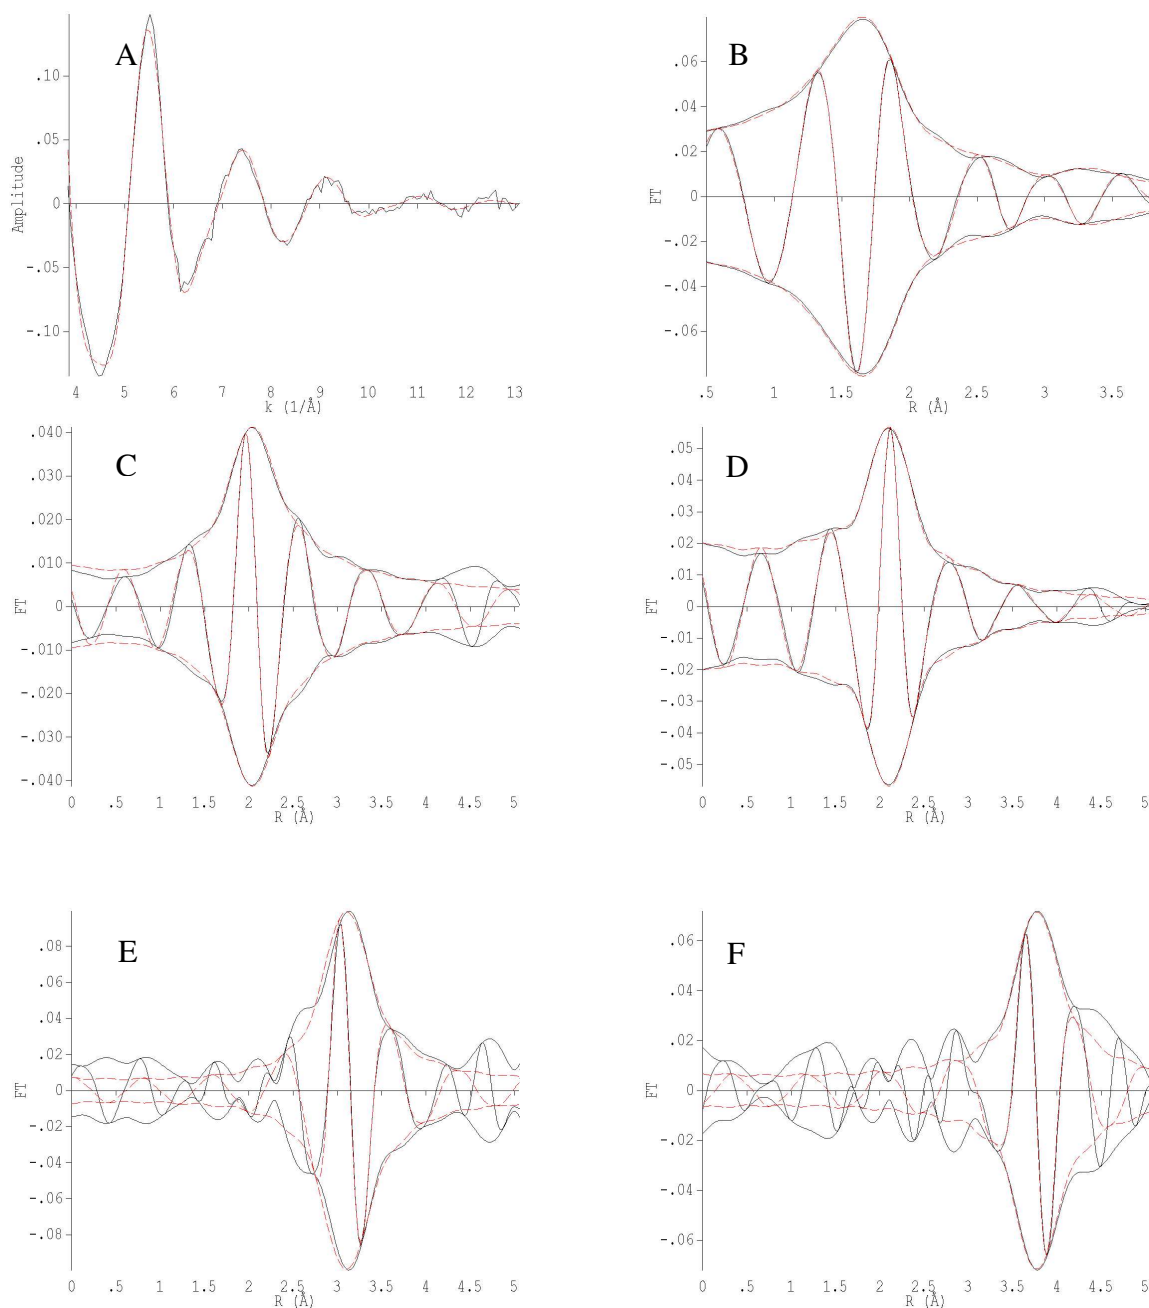 A
B
.10
.05
0
-.05
-.10
Amplitude
4 5 6 7 8 9 10 11 12 13
k (1/Å)
.06
.04
.02
0
-.02
-.04
-.06
FT
.5 1 1.5 2 2.5 3 3.5
R (Å)
C
D
.040
.030
.020
.010
0
-.010
-.020
-.030
-.040
FT
0 .5 1 1.5 2 2.5 3 3.5 4 4.5 5
R (Å)
.05
.04
.03
.02
.01
0
-.01
-.02
-.03
-.04
-.05
FT
0 .5 1 1.5 2 2.5 3 3.5 4 4.5 5
R (Å)
E
F
.08
.06
.04
.02
0
-.02
-.04
-.06
-.08
FT
0 .5 1 1.5 2 2.5 3 3.5 4 4.5 5
R (Å)
.06
.04
.02
0
-.02
-.04
-.06
FT
0 .5 1 1.5 2 2.5 3 3.5 4 4.5 5
R (Å)